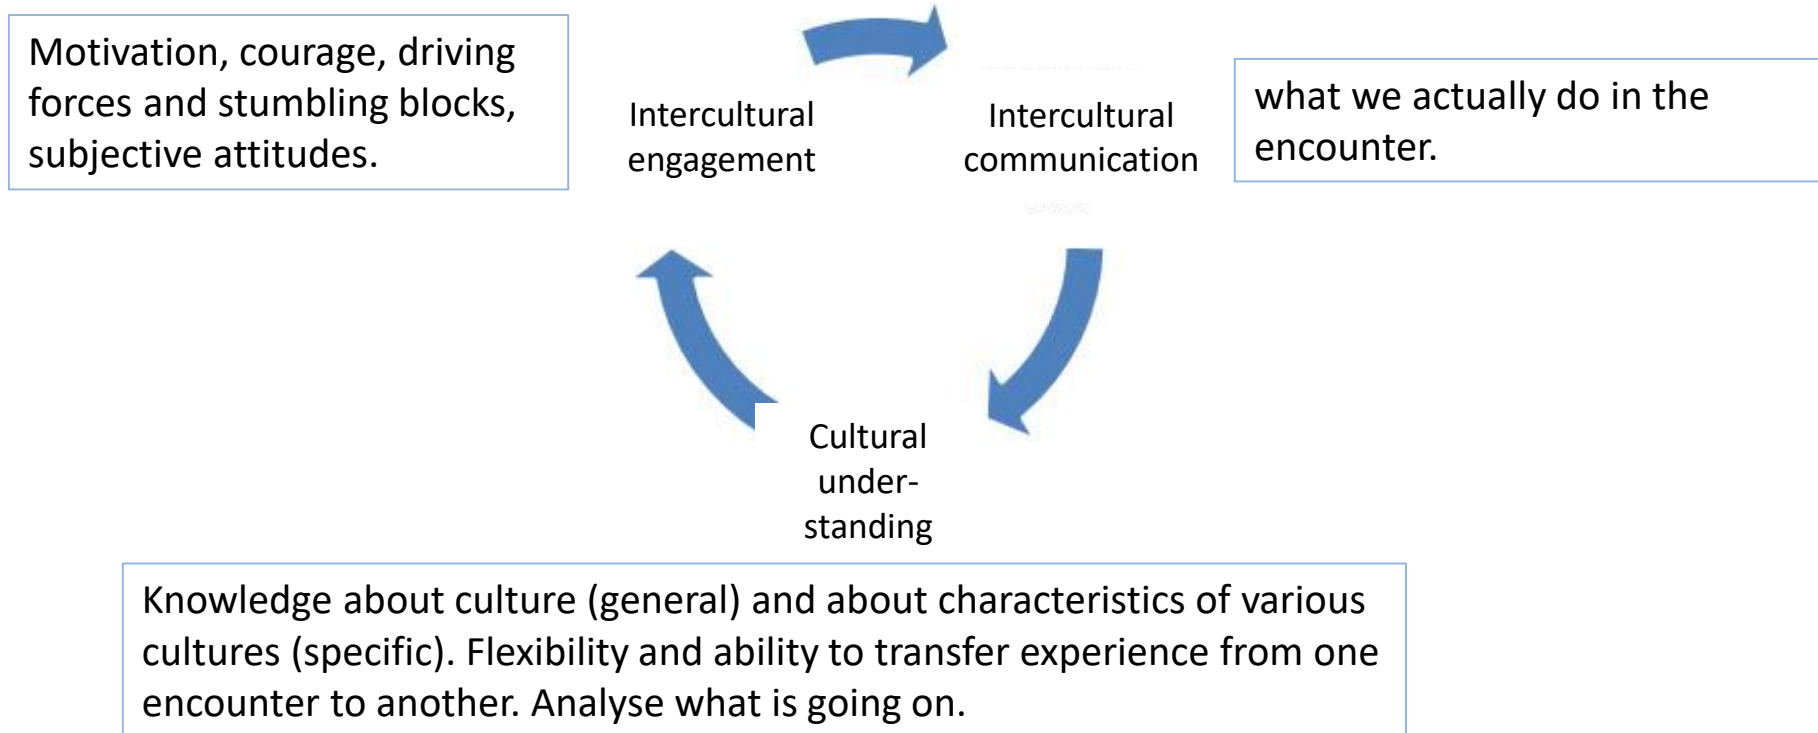 Motivation, courage, driving
forces and stumbling blocks,
subjective attitudes.
Intercultural
engagement
Intercultural
communication
what we actually do in the
encounter.
Cultural
under-
standing
Knowledge about culture (general) and about characteristics of various
cultures (specific). Flexibility and ability to transfer experience from one
encounter to another. Analyse what is going on.